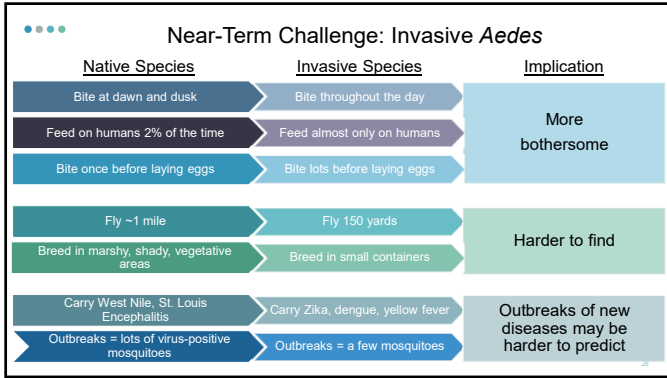 Near-Term Challenge: Invasive Aedes
Native Species
Invasive Species
Implication
Bite at dawn and dusk
Bite throughout the day
Feed on humans 2% of the time
Feed almost only on humans
Bite once before laying eggs
Bite lots before laying eggs
More
bothersome
Fly ~1 mile
Fly 150 yards
Breed in marshy, shady, vegetative
areas
Breed in small containers
Harder to find
Carry West Nile, St. Louis
Encephalitis
Carry Zika, dengue, yellow fever
Outbreaks = lots of virus-positive
mosquitoes
Outbreaks = a few mosquitoes
Outbreaks of new
diseases may be
harder to predict